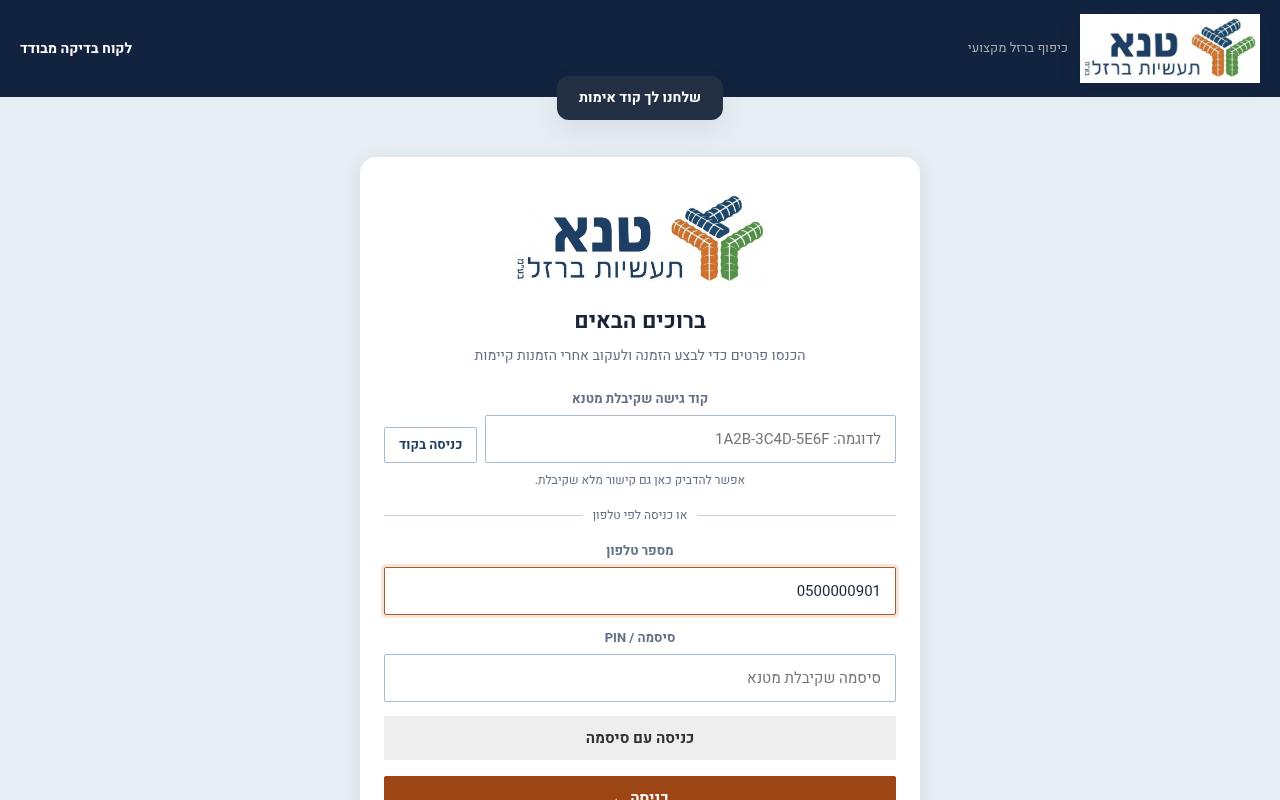 טנא
תעשיות ברזל בע"מ
כיפוף ברזל מקצועי
לקוח בדיקה מבודד
שלחנו לך קוד אימות
טנא
תעשיות ברזל בע"מ
ברוכים הבאים
הכנסו פרטים כדי לבצע הזמנה ולעקוב אחרי הזמנות קיימות
קוד גישה שקיבלת מטנא
לדוגמה: 1A2B-3C4D-5E6F
כניסה בקוד
אפשר להדביק כאן גם קישור מלא שקיבלת.
או כניסה לפי טלפון
מספר טלפון
0500000901
סיסמה / PIN
סיסמה שקיבלת מטנא
כניסה עם סיסמה
כניסה ←